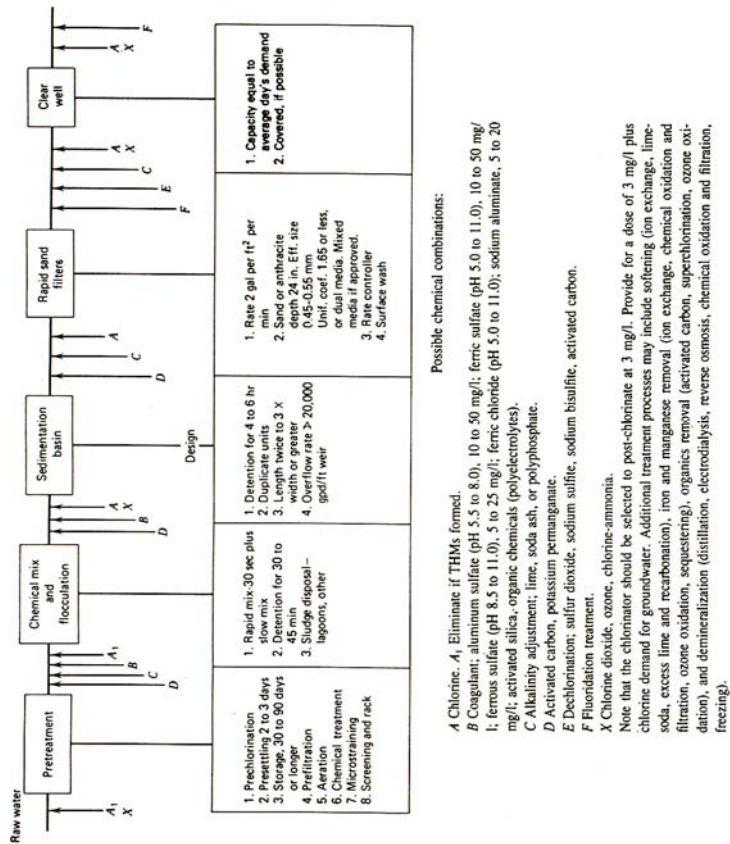 Raw water
Pretreatment
Chemical mix
and
flocculation
Sedimentation
basin
Rapid sand
filters
Clear
well
A₁
X
D
C
B
A₁
D
B
A
X
D
C
A
F
E
C
A
X
A
X
F
Design
1. Prechlorination
2. Presettling 2 to 3 days
3. Storage, 30 to 90 days
or longer
4. Prefiltration
5. Aeration
6. Chemical treatment
7. Microstraining
8. Screening and rack
1. Rapid mix-30 sec plus
slow mix
2. Detention for 30 to
45 min
3. Sludge disposal–
lagoons, other
1. Detention for 4 to 6 hr
2. Duplicate units
3. Length twice to 3 X
width or greater
4. Overflow rate > 20,000
gpd/ft weir
1. Rate 2 gal per ft² per
min
2. Sand or anthracite
depth 24 in. Eff. size
0.45-0.55 mm
Unif. coef. 1.65 or less,
or dual media. Mixed
media if approved.
3. Rate controller
4. Surface wash
1. Capacity equal to
average day's demand
2. Covered, if possible
Possible chemical combinations:
A Chlorine. A₁ Eliminate if THMs formed.
B Coagulant; aluminum sulfate (pH 5.5 to 8.0), 10 to 50 mg/l; ferric sulfate (pH 5.0 to 11.0), 10 to 50 mg/
l; ferrous sulfate (pH 8.5 to 11.0), 5 to 25 mg/l; ferric chloride (pH 5.0 to 11.0); sodium aluminate, 5 to 20
mg/l; activated silica, organic chemicals (polyelectrolytes).
C Alkalinity adjustment; lime, soda ash, or polyphosphate.
D Activated carbon, potassium permanganate.
E Dechlorination; sulfur dioxide, sodium sulfite, sodium bisulfite, activated carbon.
F Fluoridation treatment.
X Chlorine dioxide, ozone, chlorine-ammonia.
Note that the chlorinator should be selected to post-chlorinate at 3 mg/l. Provide for a dose of 3 mg/l plus
chlorine demand for groundwater. Additional treatment processes may include softening (ion exchange, lime-
soda, excess lime and recarbonation), iron and manganese removal (ion exchange, chemical oxidation and
filtration, ozone oxidation, sequestering), organics removal (activated carbon, superchlorination, ozone oxi-
dation), and demineralization (distillation, electrodialysis, reverse osmosis, chemical oxidation and filtration,
freezing).